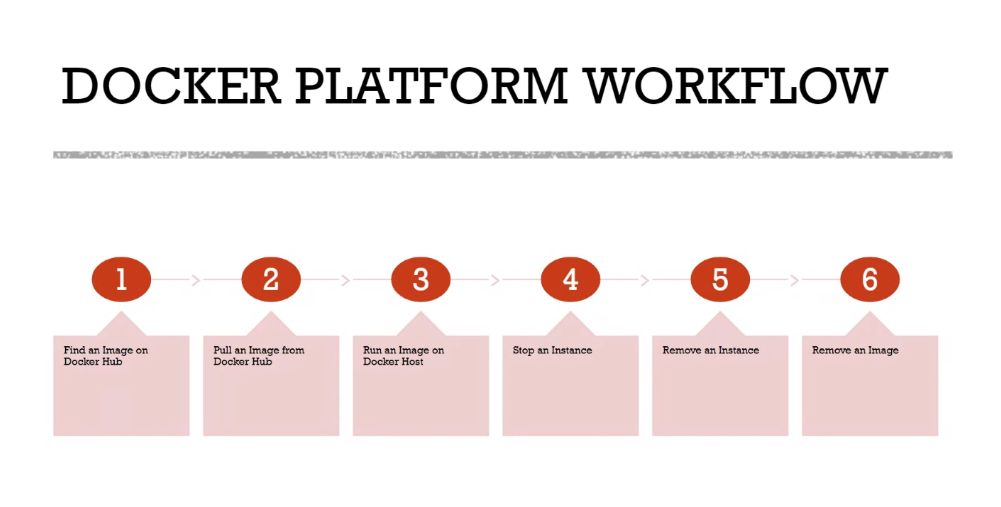 DOCKER PLATFORM WORKFLOW
1
2
3
4
5
6
Find an Image on
Docker Hub
Pull an Image from
Docker Hub
Run an Image on
Docker Host
Stop an Instance
Remove an Instance
Remove an Image